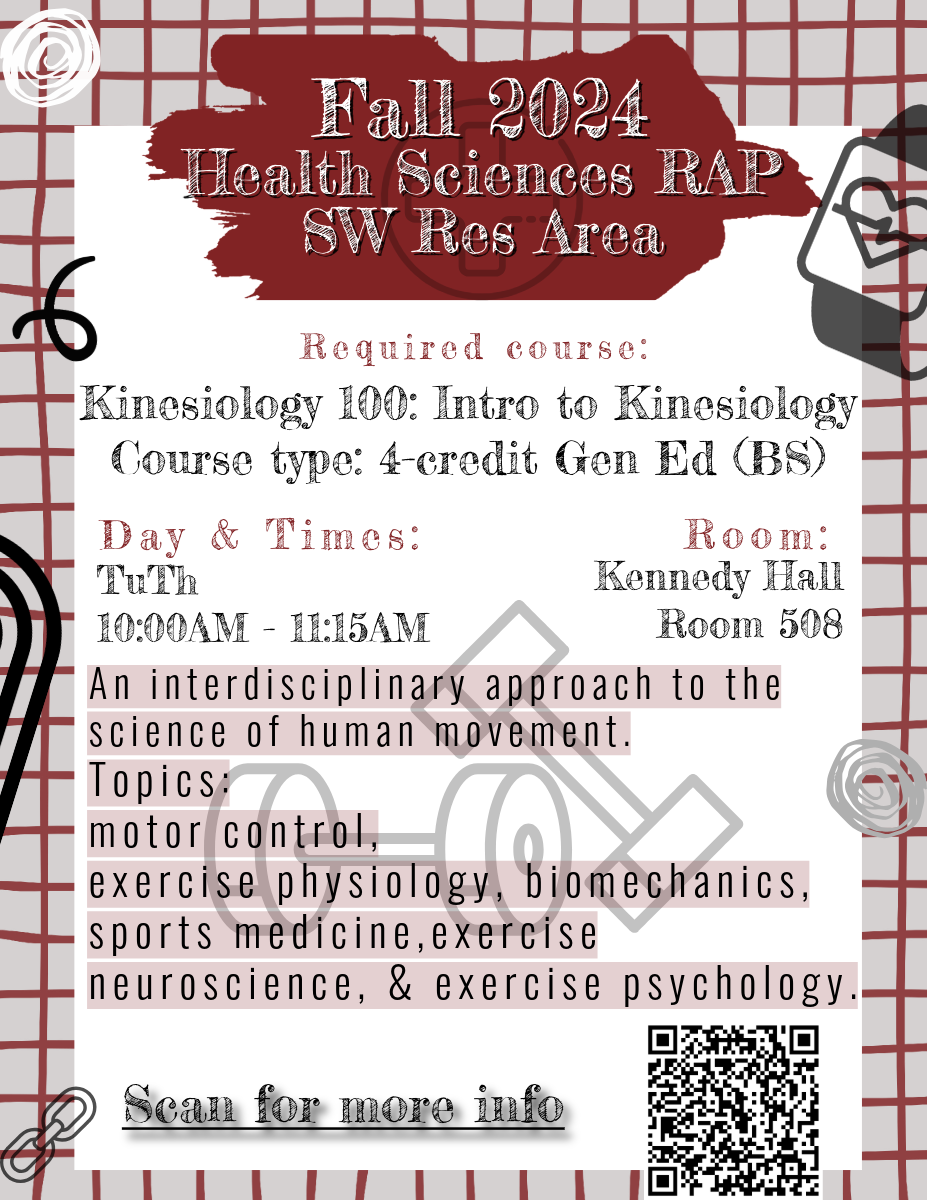 Fall 2024
Health Sciences RAP
SW Res Area
Required course:
Kinesiology 100: Intro to Kinesiology
Course type: 4-credit Gen Ed (BS)
Day & Times:
TuTh
10:00AM - 11:15AM
Room:
Kennedy Hall
Room 508
An interdisciplinary approach to the
science of human movement.
Topics:
motor control,
exercise physiology, biomechanics,
sports medicine,exercise
neuroscience, & exercise psychology.
Scan for more info